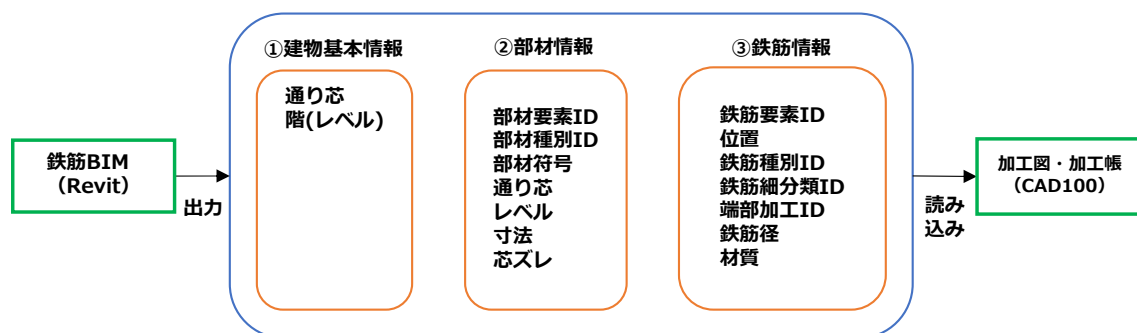 ①建物基本情報
通り芯
階(レベル)
②部材情報
部材要素ID
部材種別ID
部材符号
通り芯
レベル
寸法
芯ズレ
③鉄筋情報
鉄筋要素ID
位置
鉄筋種別ID
鉄筋細分類ID
端部加工ID
鉄筋径
材質
鉄筋BIM
（Revit）
出力
読み
込み
加工図・加工帳
（CAD100）